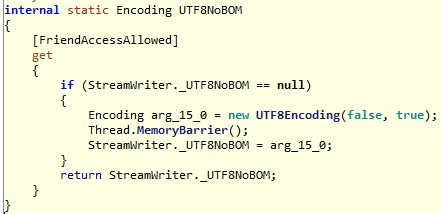 internal static Encoding UTF8NoBOM
{
    [FriendAccessAllowed]
    get
    {
        if (StreamWriter._UTF8NoBOM == null)
        {
            Encoding arg_15_0 = new UTF8Encoding(false, true);
            Thread.MemoryBarrier();
            StreamWriter._UTF8NoBOM = arg_15_0;
        }
        return StreamWriter._UTF8NoBOM;
    }
}